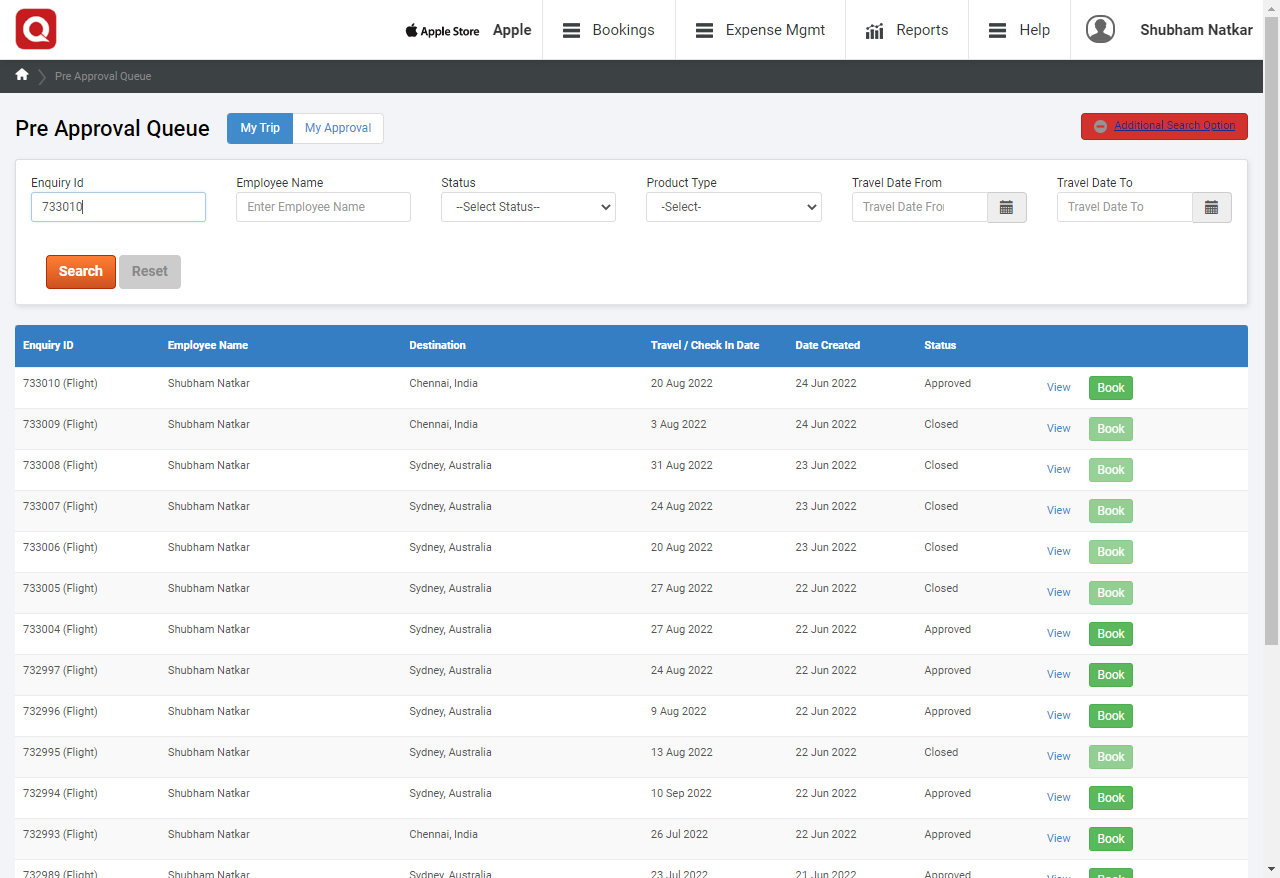 Apple Store Apple Bookings Expense Mgmt Reports Help Shubham Natkar
Pre Approval Queue
Pre Approval Queue My Trip My Approval Additional Search Option
Enquiry Id Employee Name Status Product Type Travel Date From Travel Date To
733010 Enter Employee Name --Select Status-- -Select- Travel Date Fro Travel Date To
Search Reset
Enquiry ID Employee Name Destination Travel / Check In Date Date Created Status
733010 (Flight) Shubham Natkar Chennai, India 20 Aug 2022 24 Jun 2022 Approved View Book
733009 (Flight) Shubham Natkar Chennai, India 3 Aug 2022 24 Jun 2022 Closed View Book
733008 (Flight) Shubham Natkar Sydney, Australia 31 Aug 2022 23 Jun 2022 Closed View Book
733007 (Flight) Shubham Natkar Sydney, Australia 24 Aug 2022 23 Jun 2022 Closed View Book
733006 (Flight) Shubham Natkar Sydney, Australia 20 Aug 2022 23 Jun 2022 Closed View Book
733005 (Flight) Shubham Natkar Sydney, Australia 27 Aug 2022 22 Jun 2022 Closed View Book
733004 (Flight) Shubham Natkar Sydney, Australia 27 Aug 2022 22 Jun 2022 Approved View Book
732997 (Flight) Shubham Natkar Sydney, Australia 24 Aug 2022 22 Jun 2022 Approved View Book
732996 (Flight) Shubham Natkar Sydney, Australia 9 Aug 2022 22 Jun 2022 Approved View Book
732995 (Flight) Shubham Natkar Sydney, Australia 13 Aug 2022 22 Jun 2022 Closed View Book
732994 (Flight) Shubham Natkar Sydney, Australia 10 Sep 2022 22 Jun 2022 Approved View Book
732993 (Flight) Shubham Natkar Chennai, India 26 Jul 2022 22 Jun 2022 Approved View Book
732989 (Flight) Shubham Natkar Sydney, Australia 23 Jul 2022 21 Jun 2022 Approved View Book